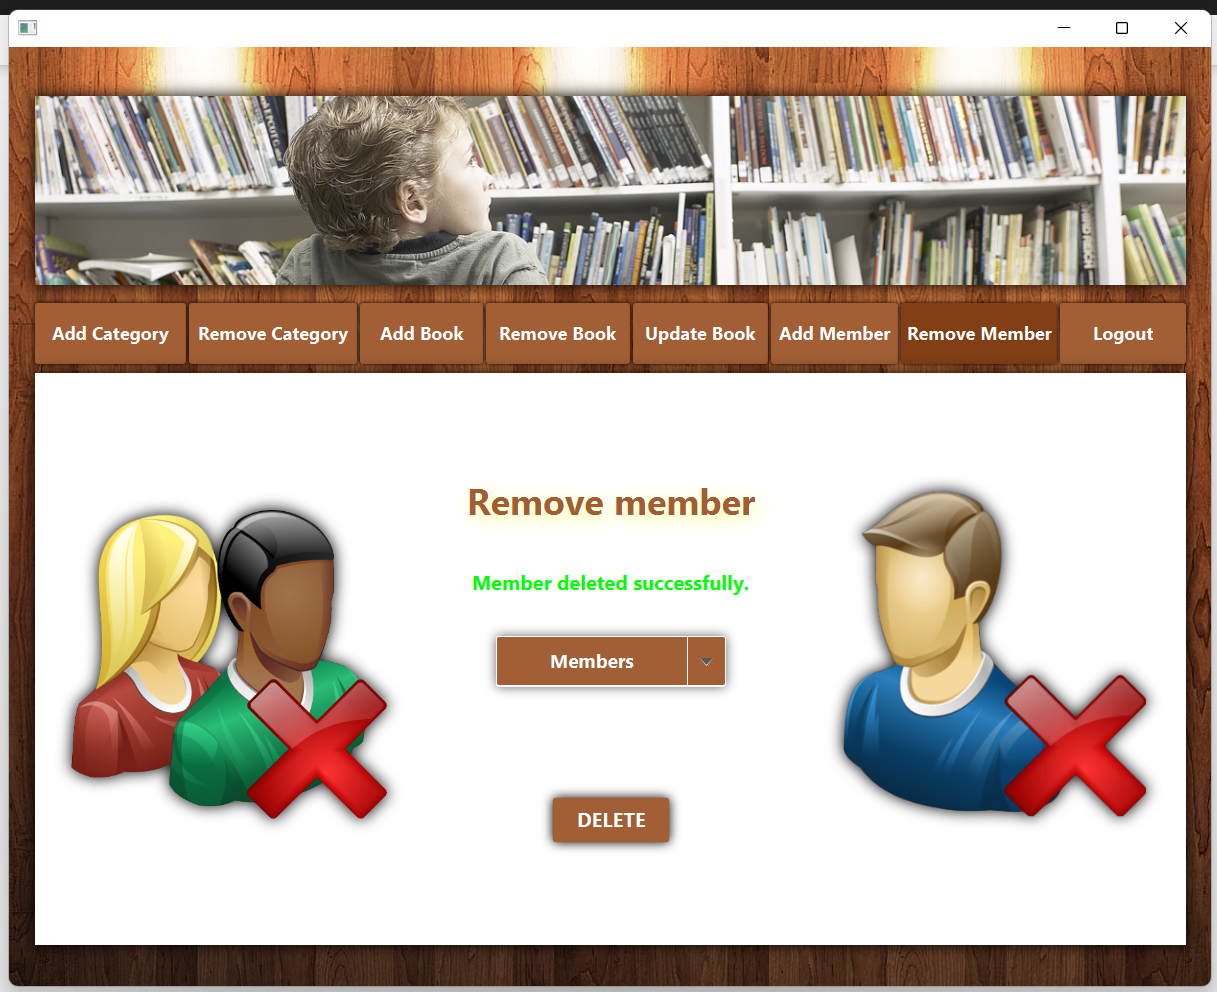 Add Category
Remove Category
Add Book
Remove Book
Update Book
Add Member
Remove Member
Logout
Remove member
Member deleted successfully.
Members
DELETE